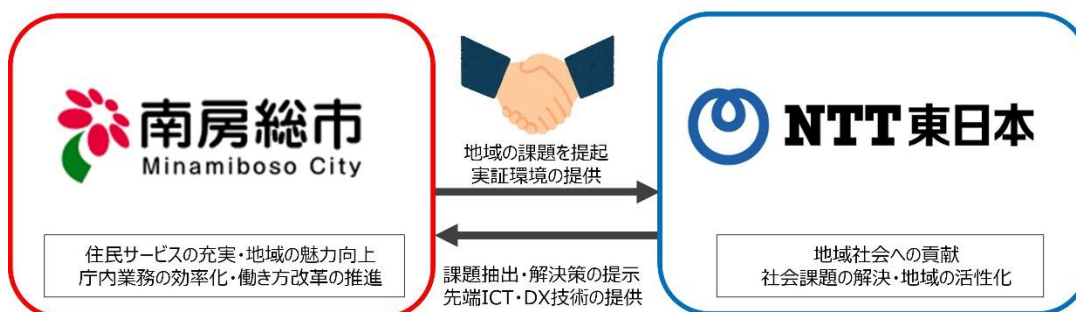 南房総市
Minamiboso City
住民サービスの充実・地域の魅力向上
庁内業務の効率化・働き方改革の推進
地域の課題を提起
実証環境の提供
課題抽出・解決策の提示
先端ICT・DX技術の提供
NTT東日本
地域社会への貢献
社会課題の解決・地域の活性化